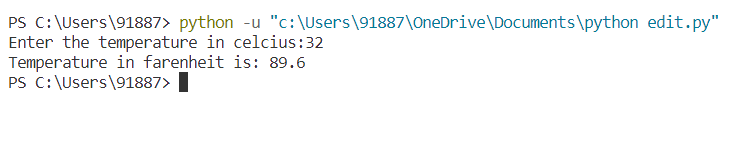 PS C:\Users\91887> python -u "c:\Users\91887\OneDrive\Documents\python edit.py"
Enter the temperature in celcius:32
Temperature in farenheit is: 89.6
PS C:\Users\91887>